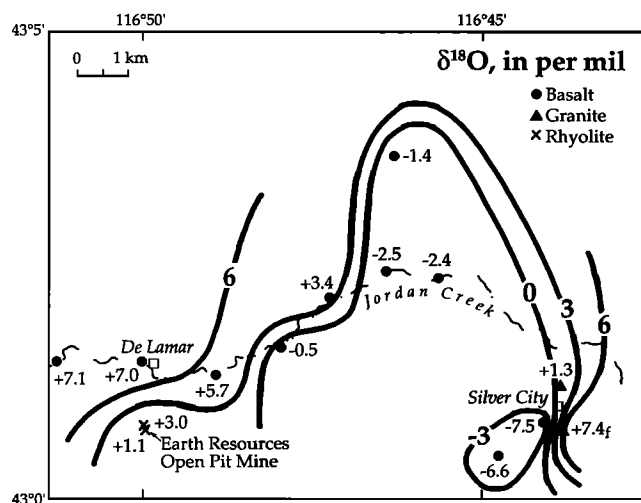 116°50' 116°45'
43°5'
0 1 km
δ¹⁸O, in per mil
● Basalt
▲ Granite
× Rhyolite
-1.4
6
-2.5
-2.4
+3.4
Jordan Creek
0
3
6
De Lamar
-0.5
+7.1
+7.0
+5.7
+1.3
Silver City
+3.0
+1.1
Earth Resources
Open Pit Mine
-3
-7.5
+7.4f
-6.6
43°0'